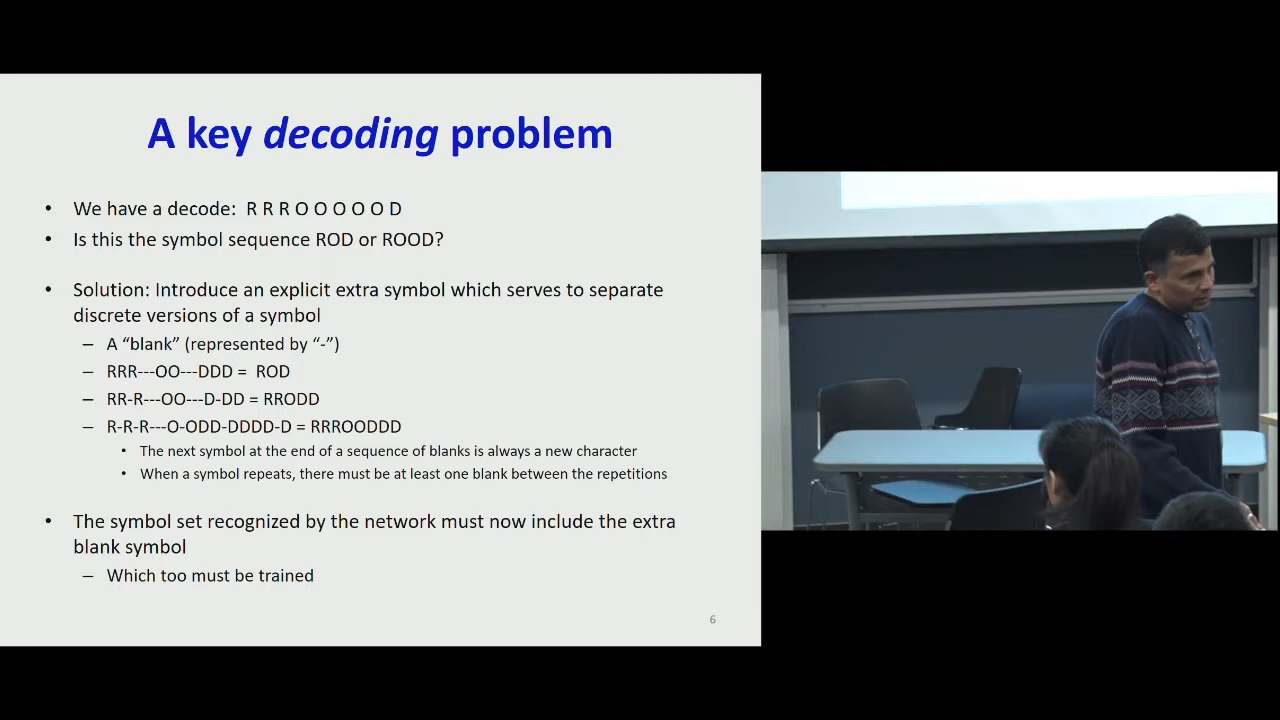 A key decoding problem
• We have a decode: R R R O O O O O D
• Is this the symbol sequence ROD or ROOD?
• Solution: Introduce an explicit extra symbol which serves to separate
discrete versions of a symbol
– A “blank” (represented by “-”)
– RRR---OO---DDD = ROD
– RR-R---OO---D-DD = RRODD
– R-R-R---O-ODD-DDDD-D = RRROODDD
• The next symbol at the end of a sequence of blanks is always a new character
• When a symbol repeats, there must be at least one blank between the repetitions
• The symbol set recognized by the network must now include the extra
blank symbol
– Which too must be trained
6